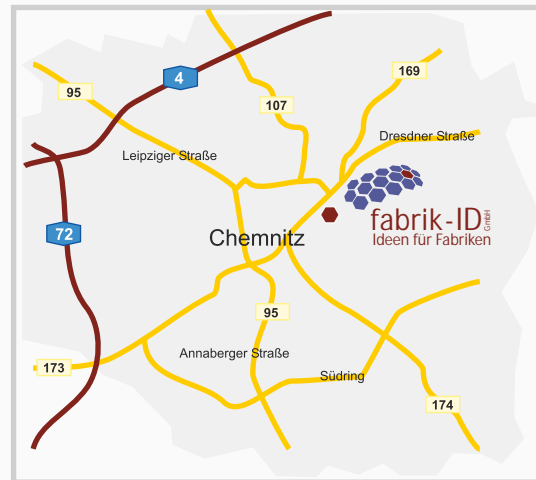 4
95
169
107
Dresdner Straße
Leipziger Straße
fabrik-ID GmbH
72
Chemnitz
Ideen für Fabriken
95
Annaberger Straße
173
Südring
174